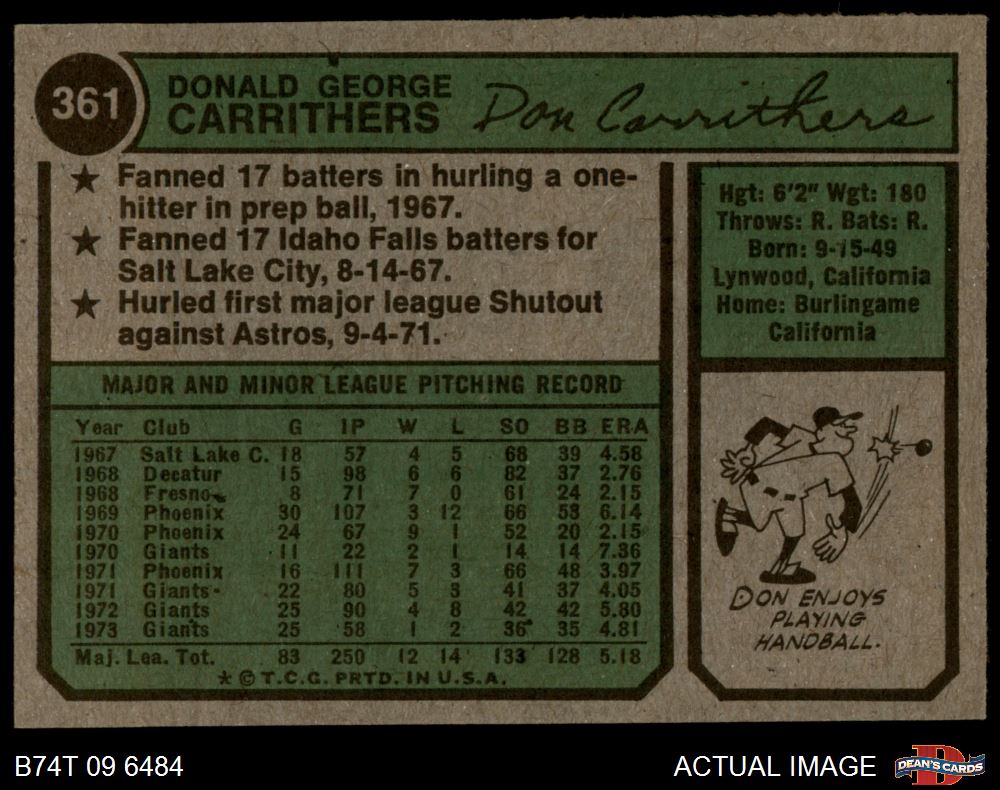 361
DONALD GEORGE
CARRITHERS
Don Carrithers
★ Fanned 17 batters in hurling a one-
hitter in prep ball, 1967.
★ Fanned 17 Idaho Falls batters for
Salt Lake City, 8-14-67.
★ Hurled first major league Shutout
against Astros, 9-4-71.
Hgt: 6'2" Wgt: 180
Throws: R. Bats: R.
Born: 9-15-49
Lynwood, California
Home: Burlingame
California
MAJOR AND MINOR LEAGUE PITCHING RECORD
Year Club G IP W L SO BB ERA
1967 Salt Lake C. 18 57 4 5 68 39 4.58
1968 Decatur 15 98 6 6 82 37 2.76
1968 Fresno 8 71 7 0 61 24 2.15
1969 Phoenix 30 107 3 12 66 53 6.14
1970 Phoenix 24 67 9 1 52 20 2.15
1970 Giants 11 22 2 1 14 14 7.36
1971 Phoenix 16 111 7 3 66 48 3.97
1971 Giants 22 80 5 3 41 37 4.05
1972 Giants 25 90 4 8 42 42 5.80
1973 Giants 25 58 1 2 36 35 4.81
Maj. Lea. Tot. 83 250 12 14 133 128 5.18
★ © T.C.G. PRTD. IN U.S.A.
DON ENJOYS
PLAYING
HANDBALL.
B74T 09 6484
ACTUAL IMAGE
DEAN'S CARDS